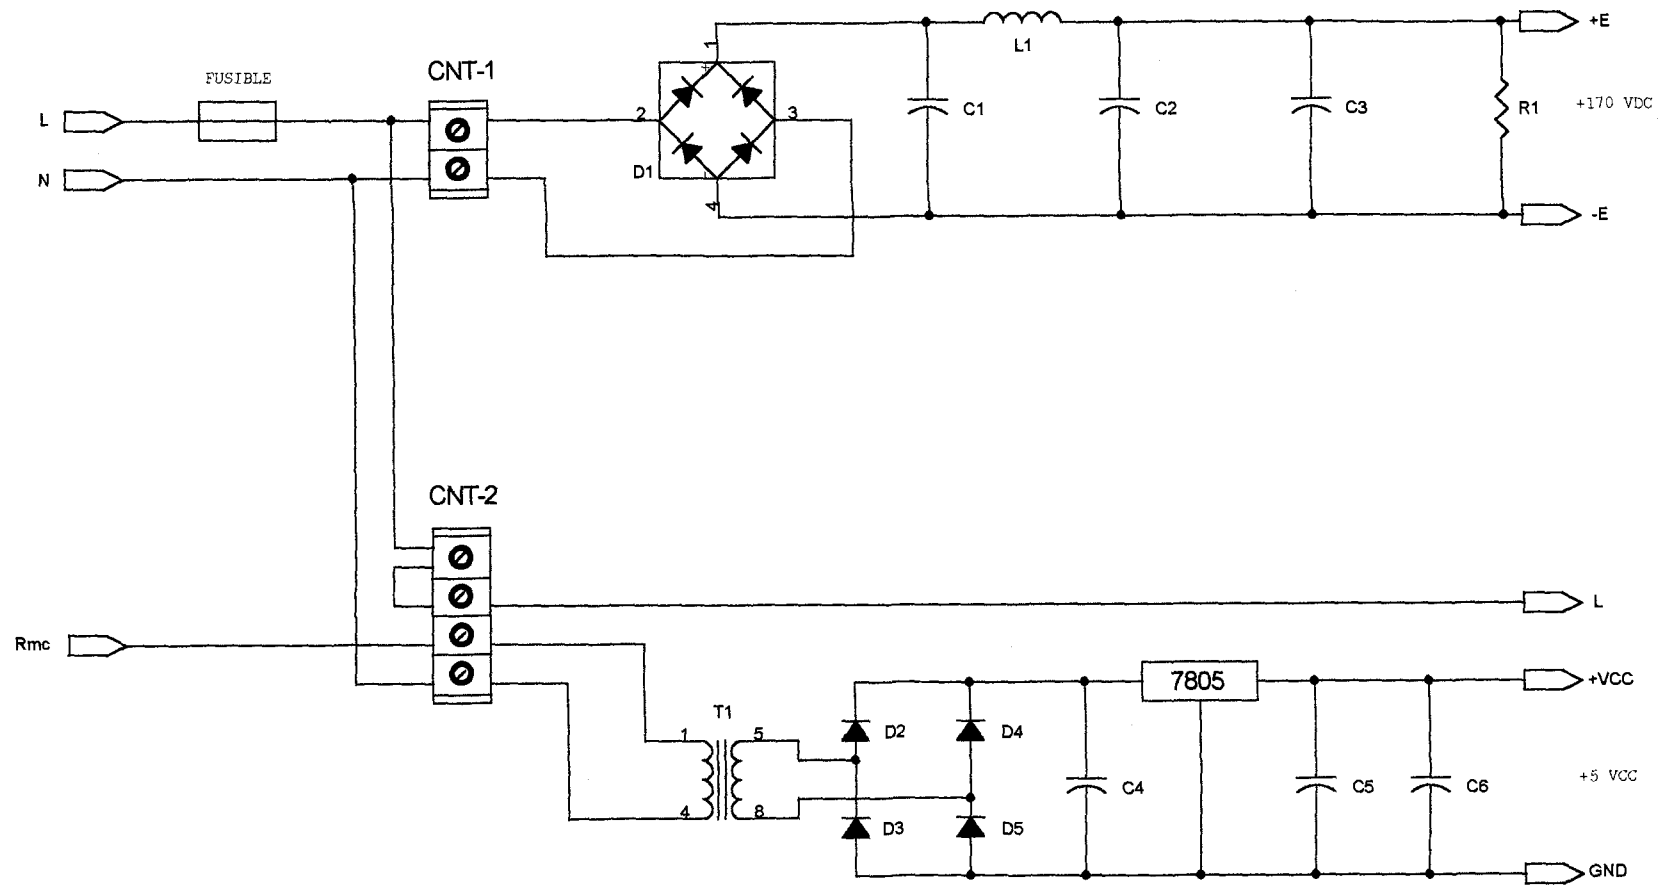 +E
1
L1
CNT-1
FUSIBLE
L
2
3
C1
C2
C3
R1
+170 VDC
D1
N
4
-E
CNT-2
L
Rmc
7805
+VCC
T1
1
5
D2
D4
C4
C5
C6
+5 VCC
4
8
D3
D5
GND